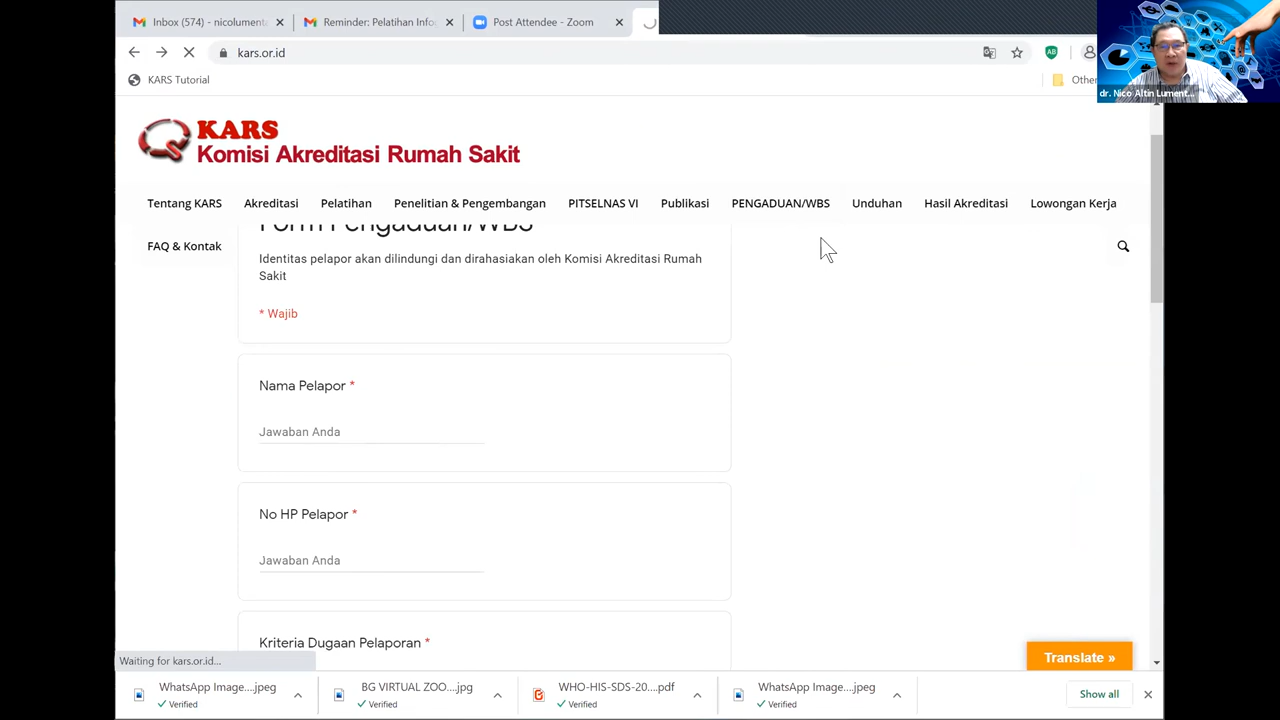 Inbox (574) - nicolument
Reminder: Pelatihan Info
Post Attendee - Zoom
kars.or.id
KARS Tutorial
Other
dr. Nico Altin Lument...
KARS
Komisi Akreditasi Rumah Sakit
Tentang KARS
Akreditasi
Pelatihan
Penelitian & Pengembangan
PITSELNAS VI
Publikasi
PENGADUAN/WBS
Unduhan
Hasil Akreditasi
Lowongan Kerja
FAQ & Kontak
Form Pengaduan/WBS
Identitas pelapor akan dilindungi dan dirahasiakan oleh Komisi Akreditasi Rumah
Sakit
* Wajib
Nama Pelapor *
Jawaban Anda
No HP Pelapor *
Jawaban Anda
Kriteria Dugaan Pelaporan *
Translate »
Waiting for kars.or.id...
WhatsApp Image....jpeg
Verified
BG VIRTUAL ZOO....jpg
Verified
WHO-HIS-SDS-20....pdf
Verified
WhatsApp Image....jpeg
Verified
Show all